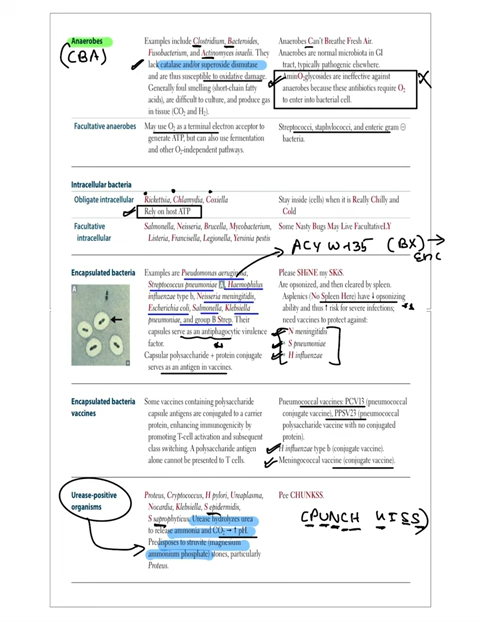 Anaerobes
(CBA)
Examples include Clostridium, Bacteroides,
Fusobacterium, and Actinomyces israelii. They
lack catalase and/or superoxide dismutase
and are thus susceptible to oxidative damage.
Generally foul smelling (short-chain fatty
acids), are difficult to culture, and produce gas
in tissue (CO2 and H2).
Anaerobes Can't Breathe Fresh Air.
Anaerobes are normal microbiota in GI
tract, typically pathogenic elsewhere.
AminO2glycosides are ineffective against
anaerobes because these antibiotics require O2
to enter into bacterial cell.
Facultative anaerobes
May use O2 as a terminal electron acceptor to
generate ATP, but can also use fermentation
and other O2-independent pathways.
Streptococci, staphylococci, and enteric gram ⊖
bacteria.
Intracellular bacteria
Obligate intracellular
Rickettsia, Chlamydia, Coxiella
Rely on host ATP
Stay inside (cells) when it is Really Chilly and
Cold
Facultative
intracellular
Salmonella, Neisseria, Brucella, Mycobacterium,
Listeria, Francisella, Legionella, Yersinia pestis
Some Nasty Bugs May Live FacultativeLY
ACY W-135 (BX) →
Encapsulated bacteria
A
Examples are Pseudomonas aeruginosa,
Streptococcus pneumoniae A, Haemophilus
influenzae type b, Neisseria meningitidis,
Escherichia coli, Salmonella, Klebsiella
pneumoniae, and group B Strep. Their
capsules serve as an antiphagocytic virulence
factor.
Capsular polysaccharide + protein conjugate
serves as an antigen in vaccines.
Please SHiNE my SKiS.
Are opsonized, and then cleared by spleen.
Asplenics (No Spleen Here) have ↓ opsonizing
ability and thus ↑ risk for severe infections;
need vaccines to protect against:
N meningitidis
S pneumoniae
H influenzae
Encapsulated bacteria
vaccines
Some vaccines containing polysaccharide
capsule antigens are conjugated to a carrier
protein, enhancing immunogenicity by
promoting T-cell activation and subsequent
class switching. A polysaccharide antigen
alone cannot be presented to T cells.
Pneumococcal vaccines: PCV13 (pneumococcal
conjugate vaccine), PPSV23 (pneumococcal
polysaccharide vaccine with no conjugated
protein).
H influenzae type b (conjugate vaccine).
Meningococcal vaccine (conjugate vaccine).
Urease-positive
organisms
Proteus, Cryptococcus, H pylori, Ureaplasma,
Nocardia, Klebsiella, S epidermidis,
S saprophyticus. Urease hydrolyzes urea
to release ammonia and CO2 → ↑ pH.
Predisposes to struvite (magnesium
ammonium phosphate) stones, particularly
Proteus.
Pee CHUNKSS.
(PUNCH KISS)